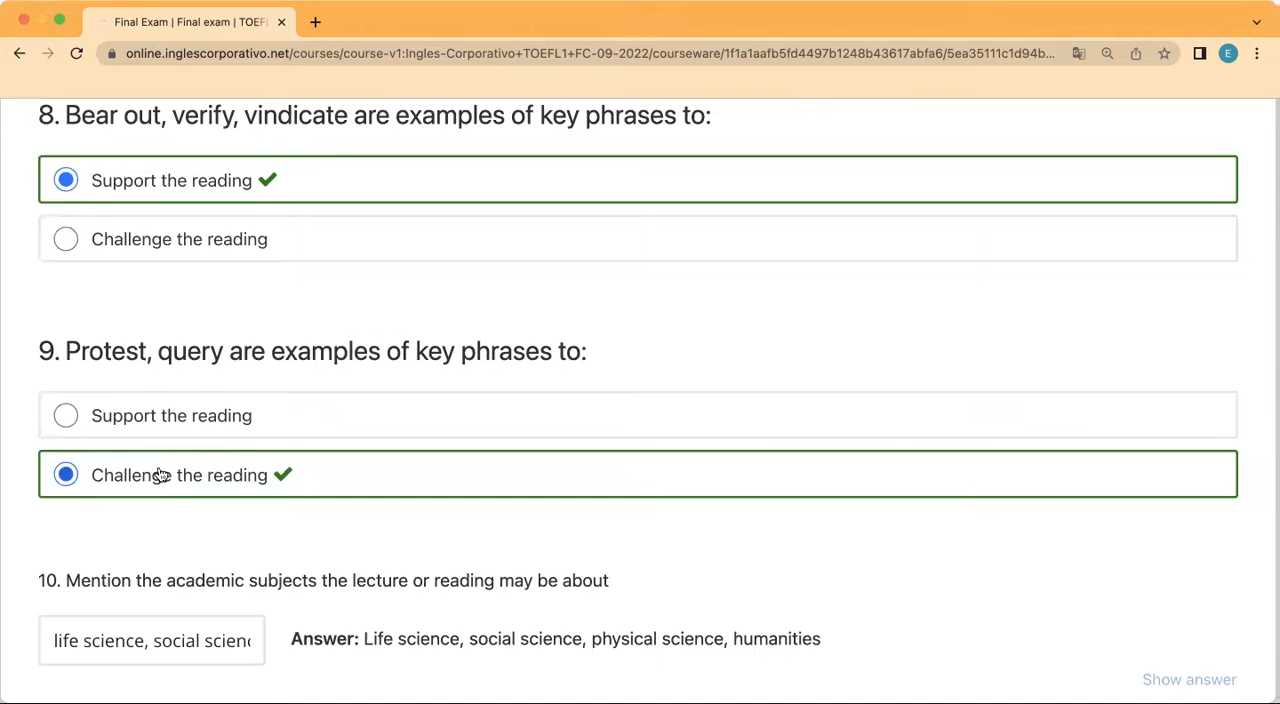 Final Exam | Final exam | TOEFL
online.inglescorporativo.net/courses/course-v1:Ingles-Corporativo+TOEFL1+FC-09-2022/courseware/1f1a1aafb5fd4497b1248b43617abfa6/5ea35111c1d94b...
E
8. Bear out, verify, vindicate are examples of key phrases to:
Support the reading
Challenge the reading
9. Protest, query are examples of key phrases to:
Support the reading
Challenge the reading
10. Mention the academic subjects the lecture or reading may be about
life science, social scienc
Answer: Life science, social science, physical science, humanities
Show answer